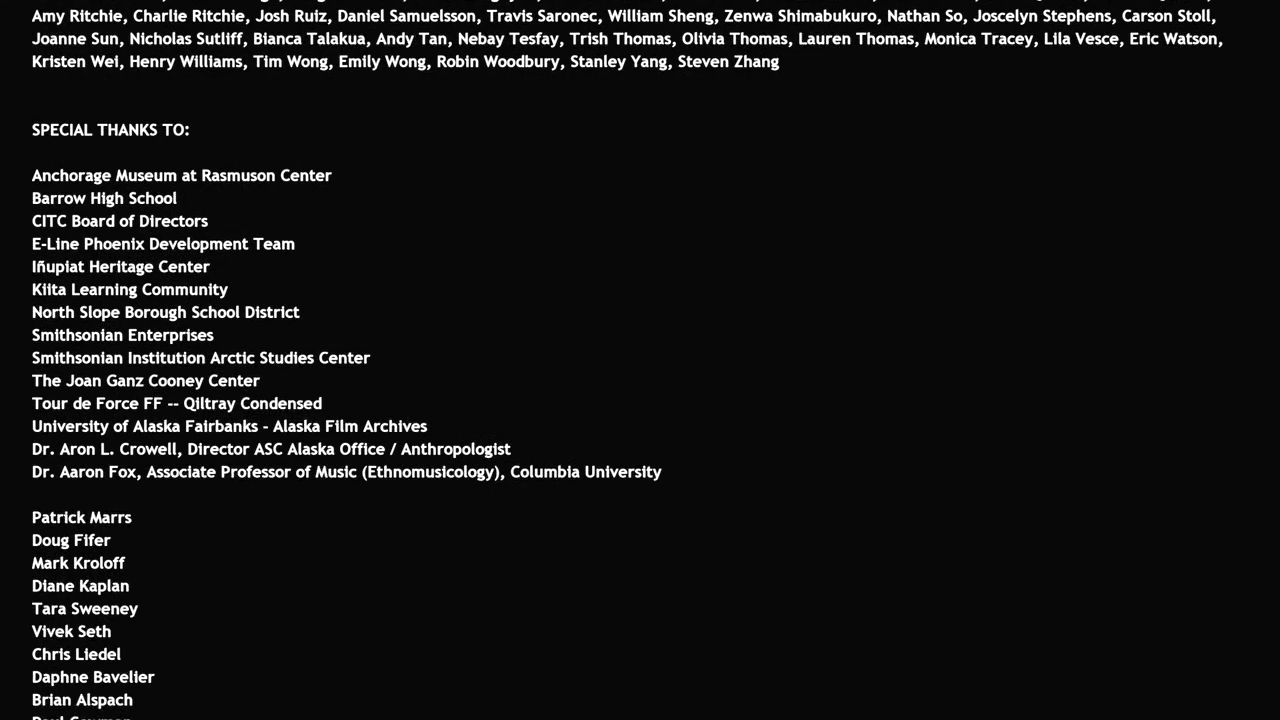 Amy Ritchie, Charlie Ritchie, Josh Ruiz, Daniel Samuelsson, Travis Saronec, William Sheng, Zenwa Shimabukuro, Nathan So, Joscelyn Stephens, Carson Stoll,
Joanne Sun, Nicholas Sutliff, Bianca Talakua, Andy Tan, Nebay Tesfay, Trish Thomas, Olivia Thomas, Lauren Thomas, Monica Tracey, Lila Vesce, Eric Watson,
Kristen Wei, Henry Williams, Tim Wong, Emily Wong, Robin Woodbury, Stanley Yang, Steven Zhang
SPECIAL THANKS TO:
Anchorage Museum at Rasmuson Center
Barrow High School
CITC Board of Directors
E-Line Phoenix Development Team
Iñupiat Heritage Center
Kiita Learning Community
North Slope Borough School District
Smithsonian Enterprises
Smithsonian Institution Arctic Studies Center
The Joan Ganz Cooney Center
Tour de Force FF -- Qiltray Condensed
University of Alaska Fairbanks - Alaska Film Archives
Dr. Aron L. Crowell, Director ASC Alaska Office / Anthropologist
Dr. Aaron Fox, Associate Professor of Music (Ethnomusicology), Columbia University
Patrick Marrs
Doug Fifer
Mark Kroloff
Diane Kaplan
Tara Sweeney
Vivek Seth
Chris Liedel
Daphne Bavelier
Brian Alspach